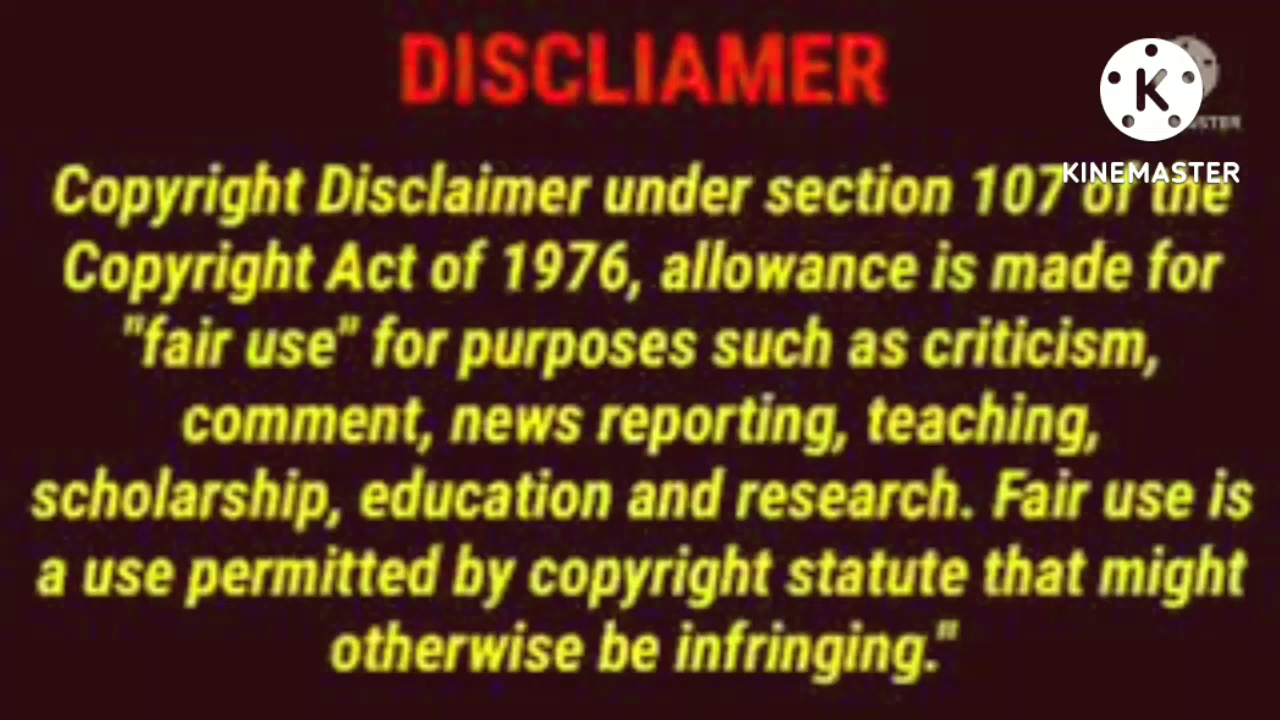 DISCLIAMER
Copyright Disclaimer under section 107 of the
Copyright Act of 1976, allowance is made for
"fair use" for purposes such as criticism,
comment, news reporting, teaching,
scholarship, education and research. Fair use is
a use permitted by copyright statute that might
otherwise be infringing."
K
KINEMASTER